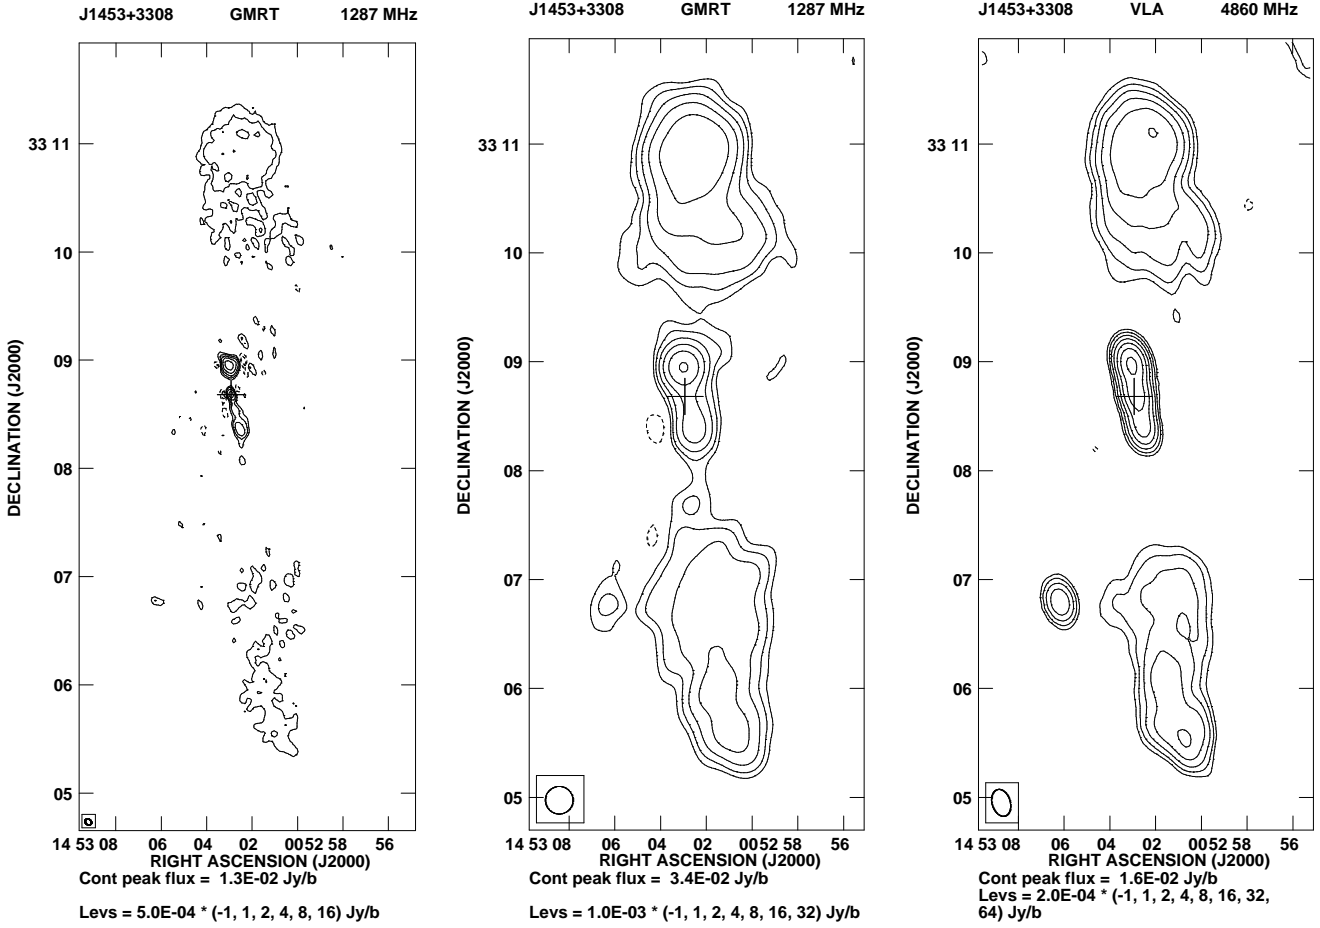 J1453+3308 GMRT 1287 MHz
DECLINATION (J2000)
33 11
10
09
08
07
06
05
14 53 08 06 04 02 00 52 58 56
RIGHT ASCENSION (J2000)
Cont peak flux = 1.3E-02 Jy/b
Levs = 5.0E-04 * (-1, 1, 2, 4, 8, 16) Jy/b
J1453+3308 GMRT 1287 MHz
DECLINATION (J2000)
33 11
10
09
08
07
06
05
14 53 08 06 04 02 00 52 58 56
RIGHT ASCENSION (J2000)
Cont peak flux = 3.4E-02 Jy/b
Levs = 1.0E-03 * (-1, 1, 2, 4, 8, 16, 32) Jy/b
J1453+3308 VLA 4860 MHz
DECLINATION (J2000)
33 11
10
09
08
07
06
05
14 53 08 06 04 02 00 52 58 56
RIGHT ASCENSION (J2000)
Cont peak flux = 1.6E-02 Jy/b
Levs = 2.0E-04 * (-1, 1, 2, 4, 8, 16, 32,
64) Jy/b